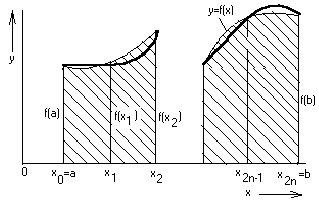 y=f(x)
y
f(a)
f(x₁)
f(x₂)
f(b)
0
x₀=a
x₁
x₂
x₂ₙ₋₁
x₂ₙ=b
x